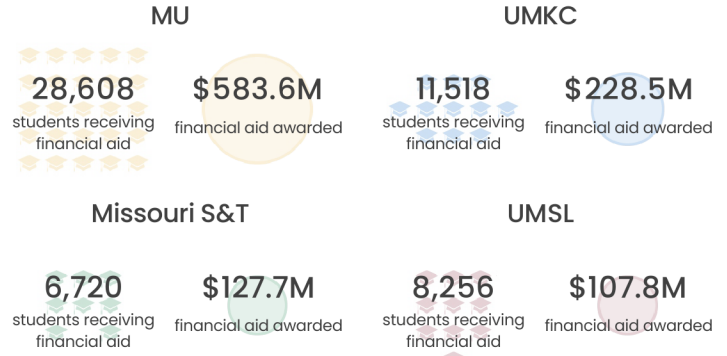 MU
28,608
students receiving
financial aid
$583.6M
financial aid awarded
UMKC
11,518
students receiving
financial aid
$228.5M
financial aid awarded
Missouri S&T
6,720
students receiving
financial aid
$127.7M
financial aid awarded
UMSL
8,256
students receiving
financial aid
$107.8M
financial aid awarded